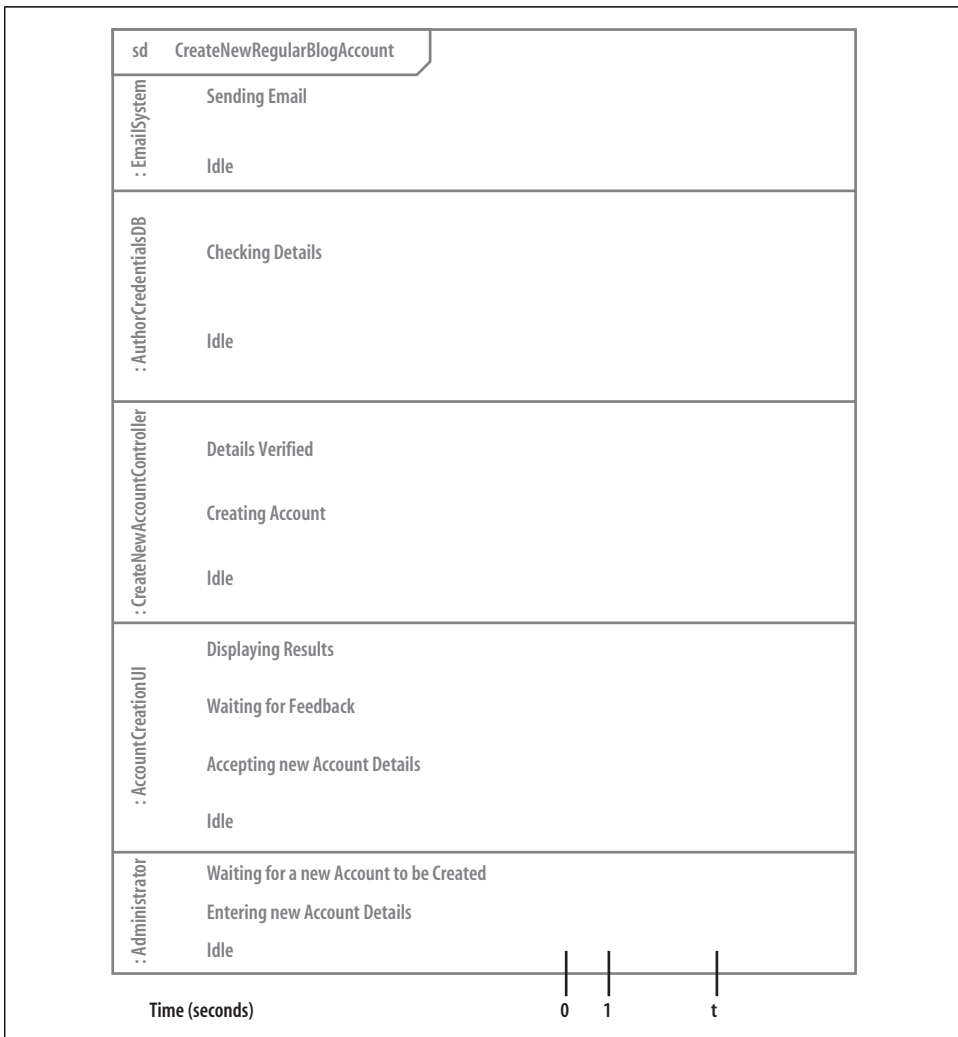 sd CreateNewRegularBlogAccount
: EmailSystem
Sending Email
Idle
: AuthorCredentialsDB
Checking Details
Idle
: CreateNewAccountController
Details Verified
Creating Account
Idle
: AccountCreationUI
Displaying Results
Waiting for Feedback
Accepting new Account Details
Idle
: Administrator
Waiting for a new Account to be Created
Entering new Account Details
Idle
Time (seconds) 0 1 t